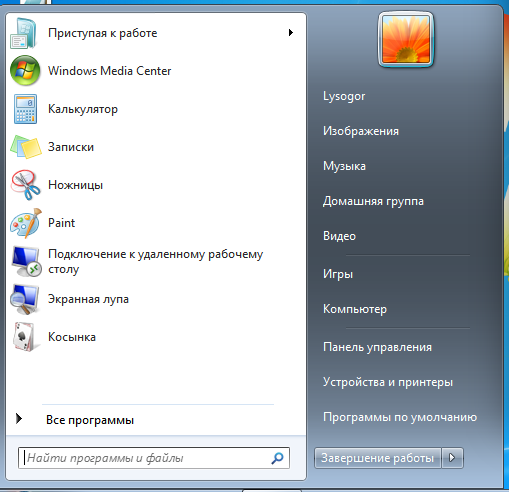 Приступая к работе
Windows Media Center
Калькулятор
Записки
Ножницы
Paint
Подключение к удаленному рабочему
столу
Экранная лупа
Косынка
Все программы
Найти программы и файлы
Lysogor
Изображения
Музыка
Домашняя группа
Видео
Игры
Компьютер
Панель управления
Устройства и принтеры
Программы по умолчанию
Завершение работы